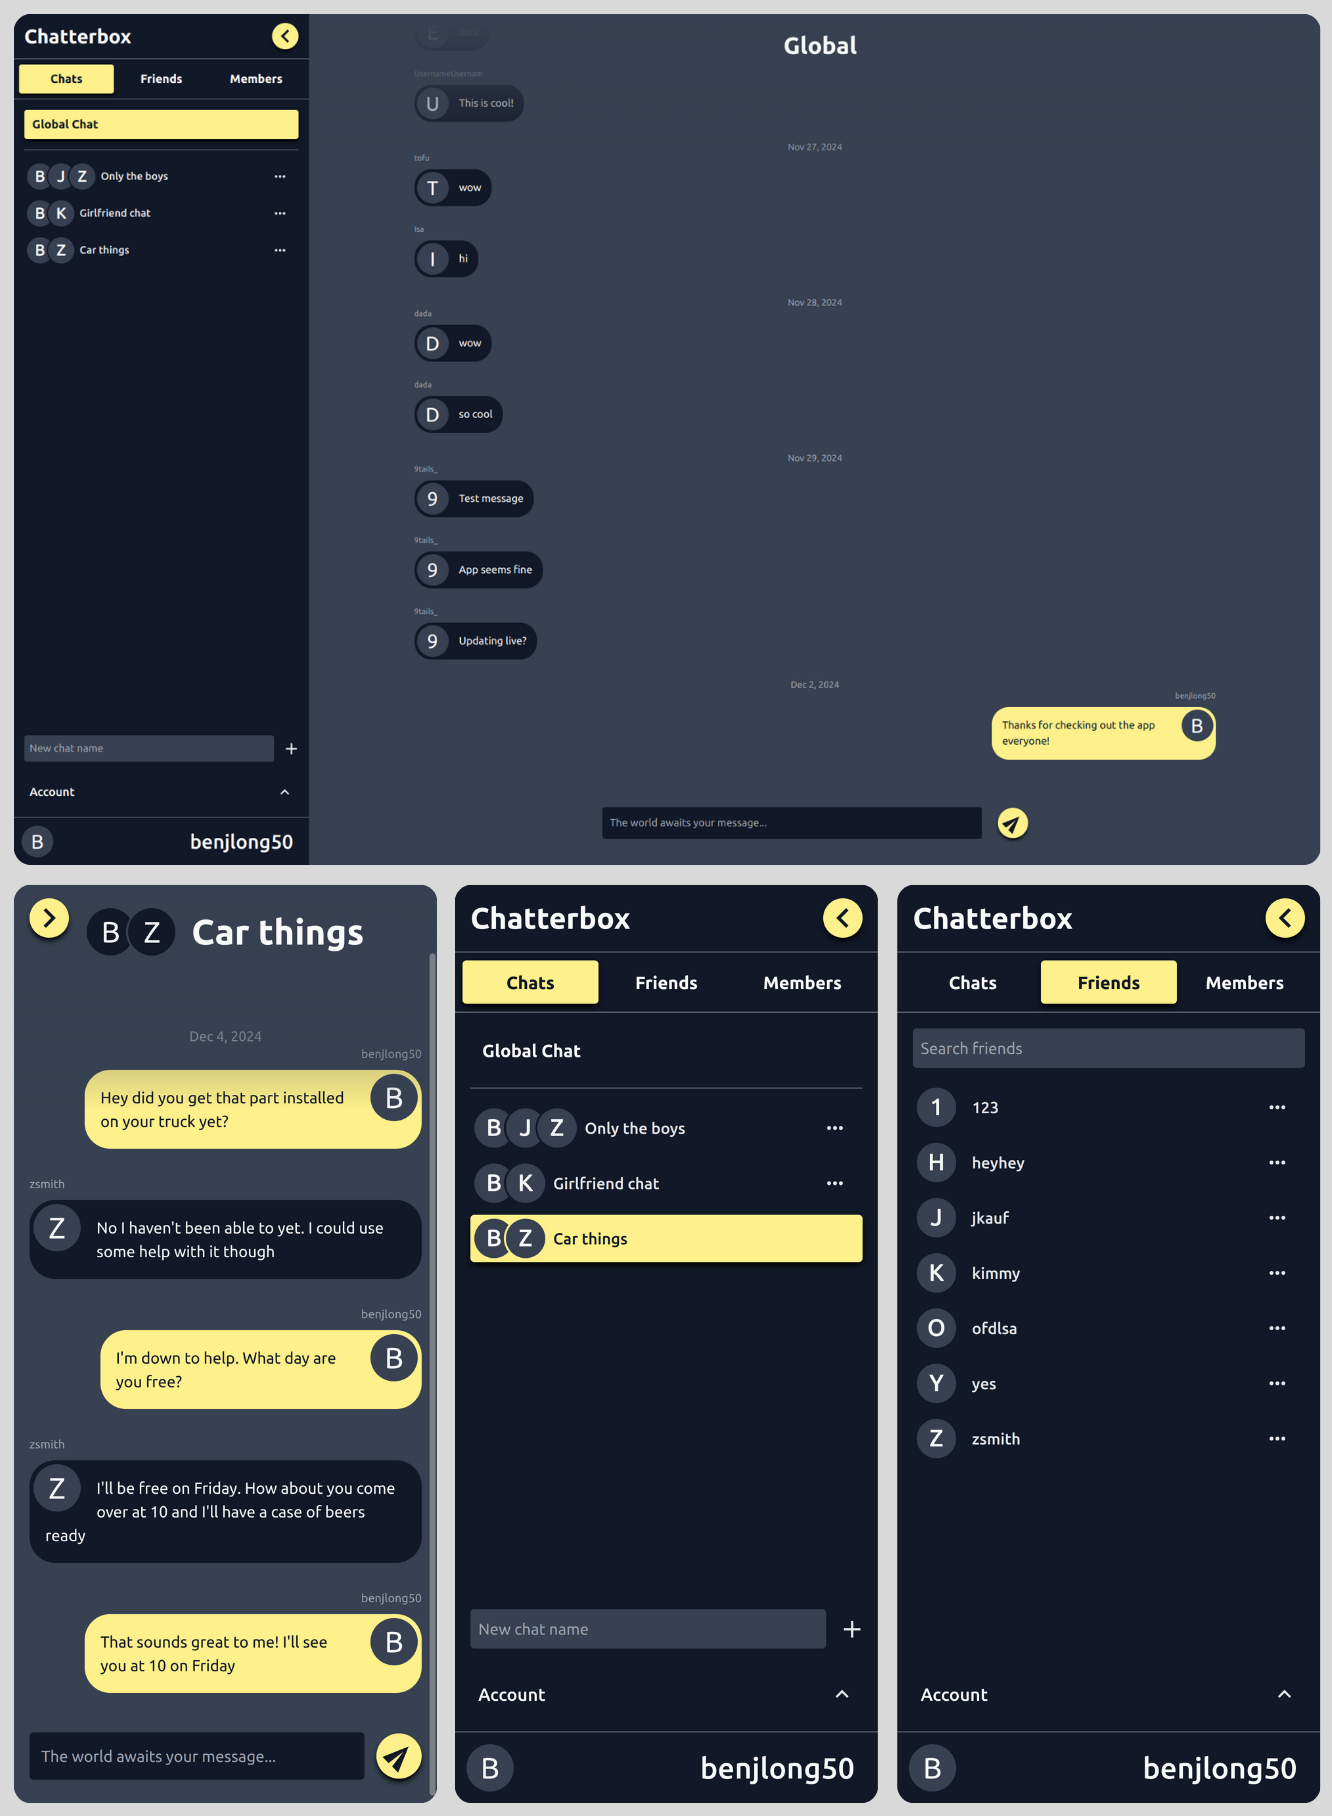 Chatterbox
Chats Friends Members
Global Chat
B J Z Only the boys
B K Girlfriend chat
B Z Car things
New chat name
Account
B benjlong50
Global
E
UsernameUsernam
U This is cool!
Nov 27, 2024
tofu
T wow
isa
I hi
Nov 28, 2024
dada
D wow
dada
D so cool
Nov 29, 2024
9tails_
9 Test message
9tails_
9 App seems fine
9tails_
9 Updating live?
Dec 2, 2024
benjlong50
Thanks for checking out the app B
everyone!
The world awaits your message...
B Z Car things
Dec 4, 2024
benjlong50
Hey did you get that part installed B
on your truck yet?
zsmith
Z No I haven't been able to yet. I could use
some help with it though
benjlong50
I'm down to help. What day are B
you free?
zsmith
Z I'll be free on Friday. How about you come
over at 10 and I'll have a case of beers
ready
benjlong50
That sounds great to me! I'll see B
you at 10 on Friday
The world awaits your message...
Chatterbox
Chats Friends Members
Global Chat
B J Z Only the boys
B K Girlfriend chat
B Z Car things
New chat name
Account
B benjlong50
Chatterbox
Chats Friends Members
Search friends
1 123
H heyhey
J jkauf
K kimmy
O ofdlsa
Y yes
Z zsmith
Account
B benjlong50